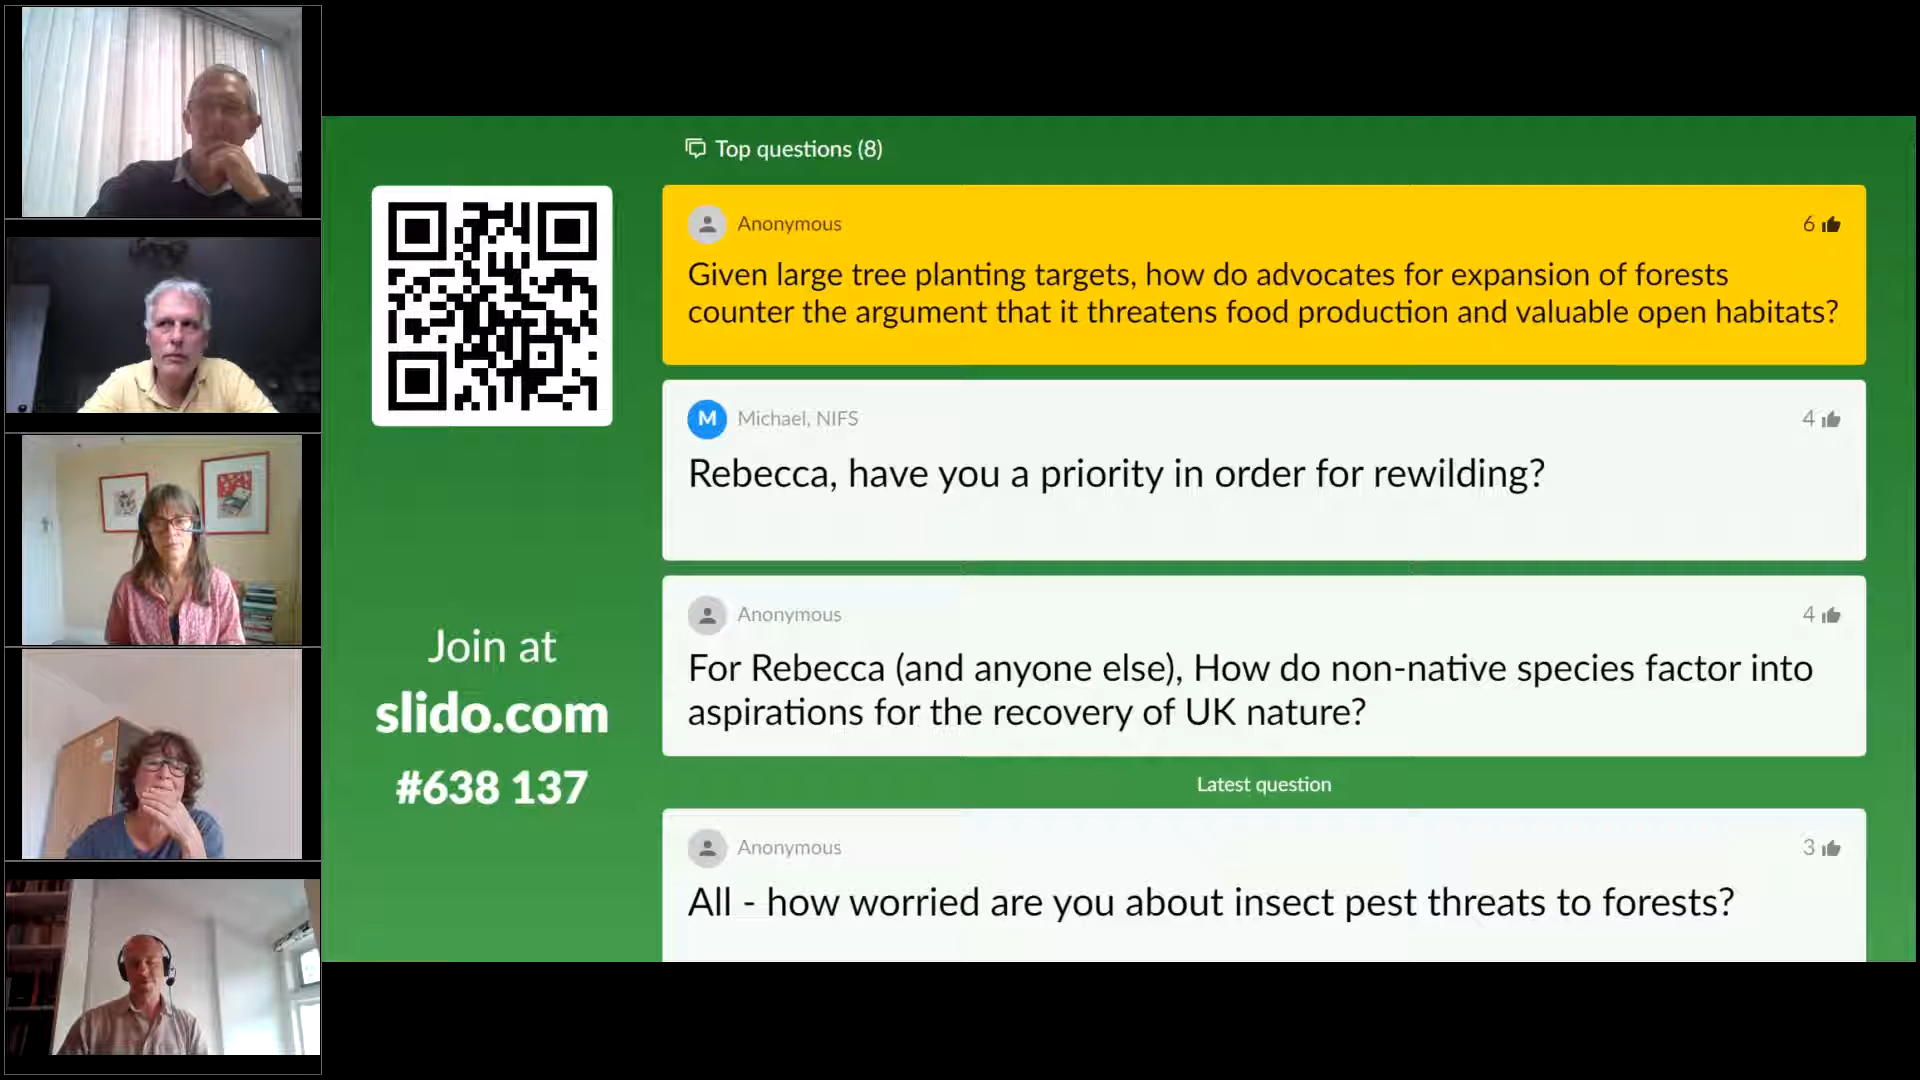 Top questions (8)
Anonymous
6
Given large tree planting targets, how do advocates for expansion of forests
counter the argument that it threatens food production and valuable open habitats?
M
Michael, NIFS
4
Rebecca, have you a priority in order for rewilding?
Anonymous
4
For Rebecca (and anyone else), How do non-native species factor into
aspirations for the recovery of UK nature?
Latest question
Anonymous
3
All - how worried are you about insect pest threats to forests?
Join at
slido.com
#638 137